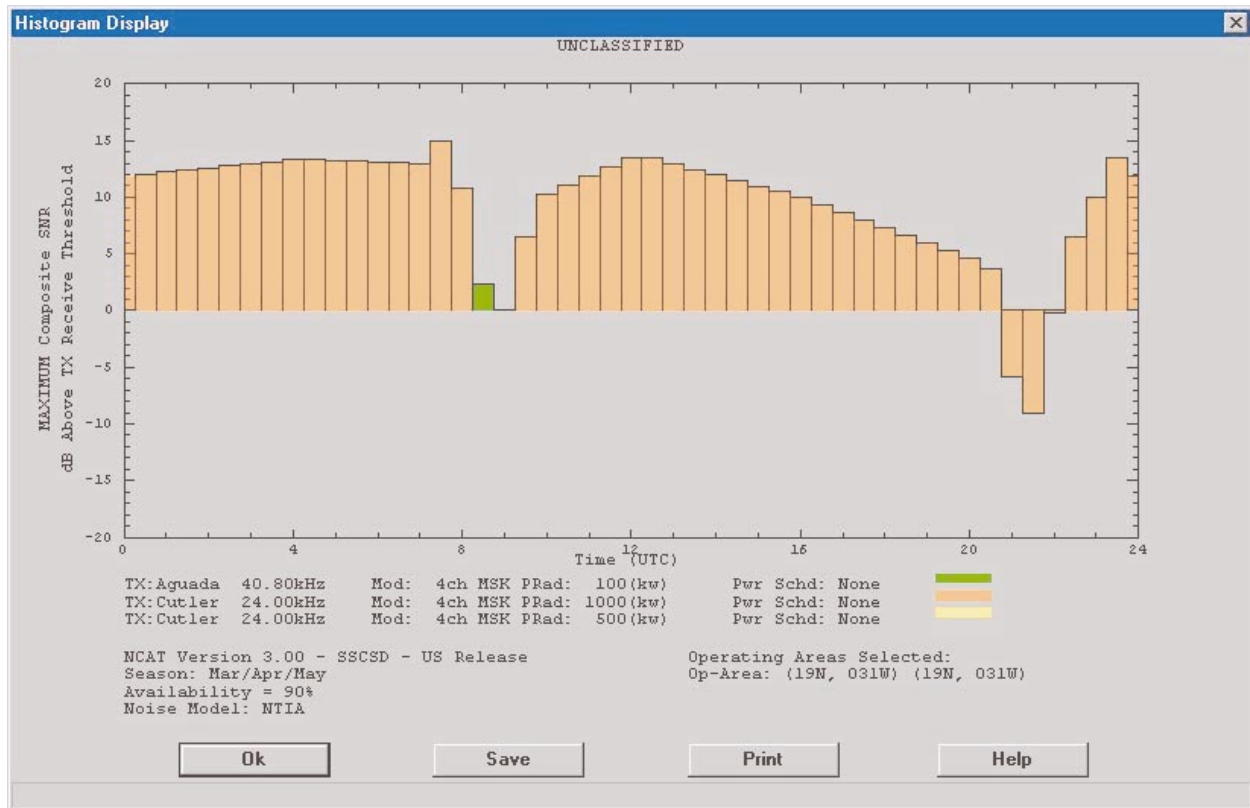 Histogram Display
UNCLASSIFIED
MAXIMUM Composite SNR
dB Above TX Receive Threshold
20
15
10
5
0
-5
-10
-15
-20
0 4 8 12 16 20 24
Time (UTC)
TX:Aguada 40.80kHz Mod: 4ch MSK PRad: 100(kw) Pwr Schd: None
TX:Cutler 24.00kHz Mod: 4ch MSK PRad: 1000(kw) Pwr Schd: None
TX:Cutler 24.00kHz Mod: 4ch MSK PRad: 500(kw) Pwr Schd: None
NCAT Version 3.00 - SSCSD - US Release
Season: Mar/Apr/May
Availability = 90%
Noise Model: NTIA
Operating Areas Selected:
Op-Area: (19N, 031W) (19N, 031W)
Ok Save Print Help